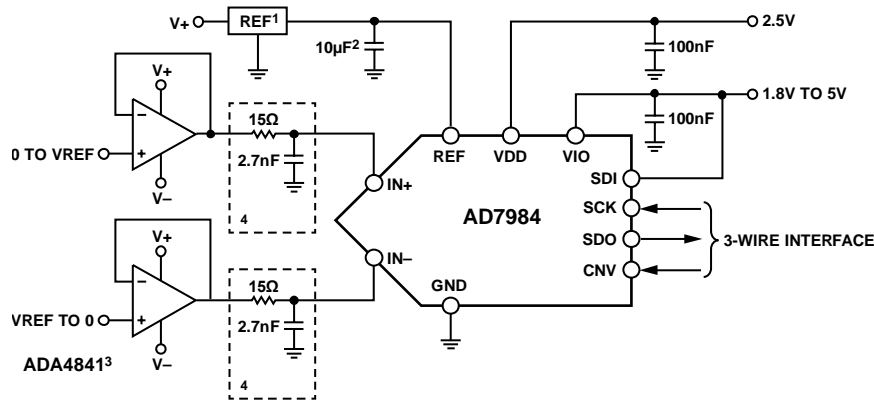 V+ REF1 2.5V
10µF2 100nF
V+ 1.8V TO 5V
15Ω 100nF
– REF VDD VIO
0 TO VREF + 2.7nF SDI
IN+
V– AD7984 SCK
4 SDO 3-WIRE INTERFACE
V+ IN–
CNV
15Ω GND
–
VREF TO 0 + 2.7nF
V–
ADA48413
4